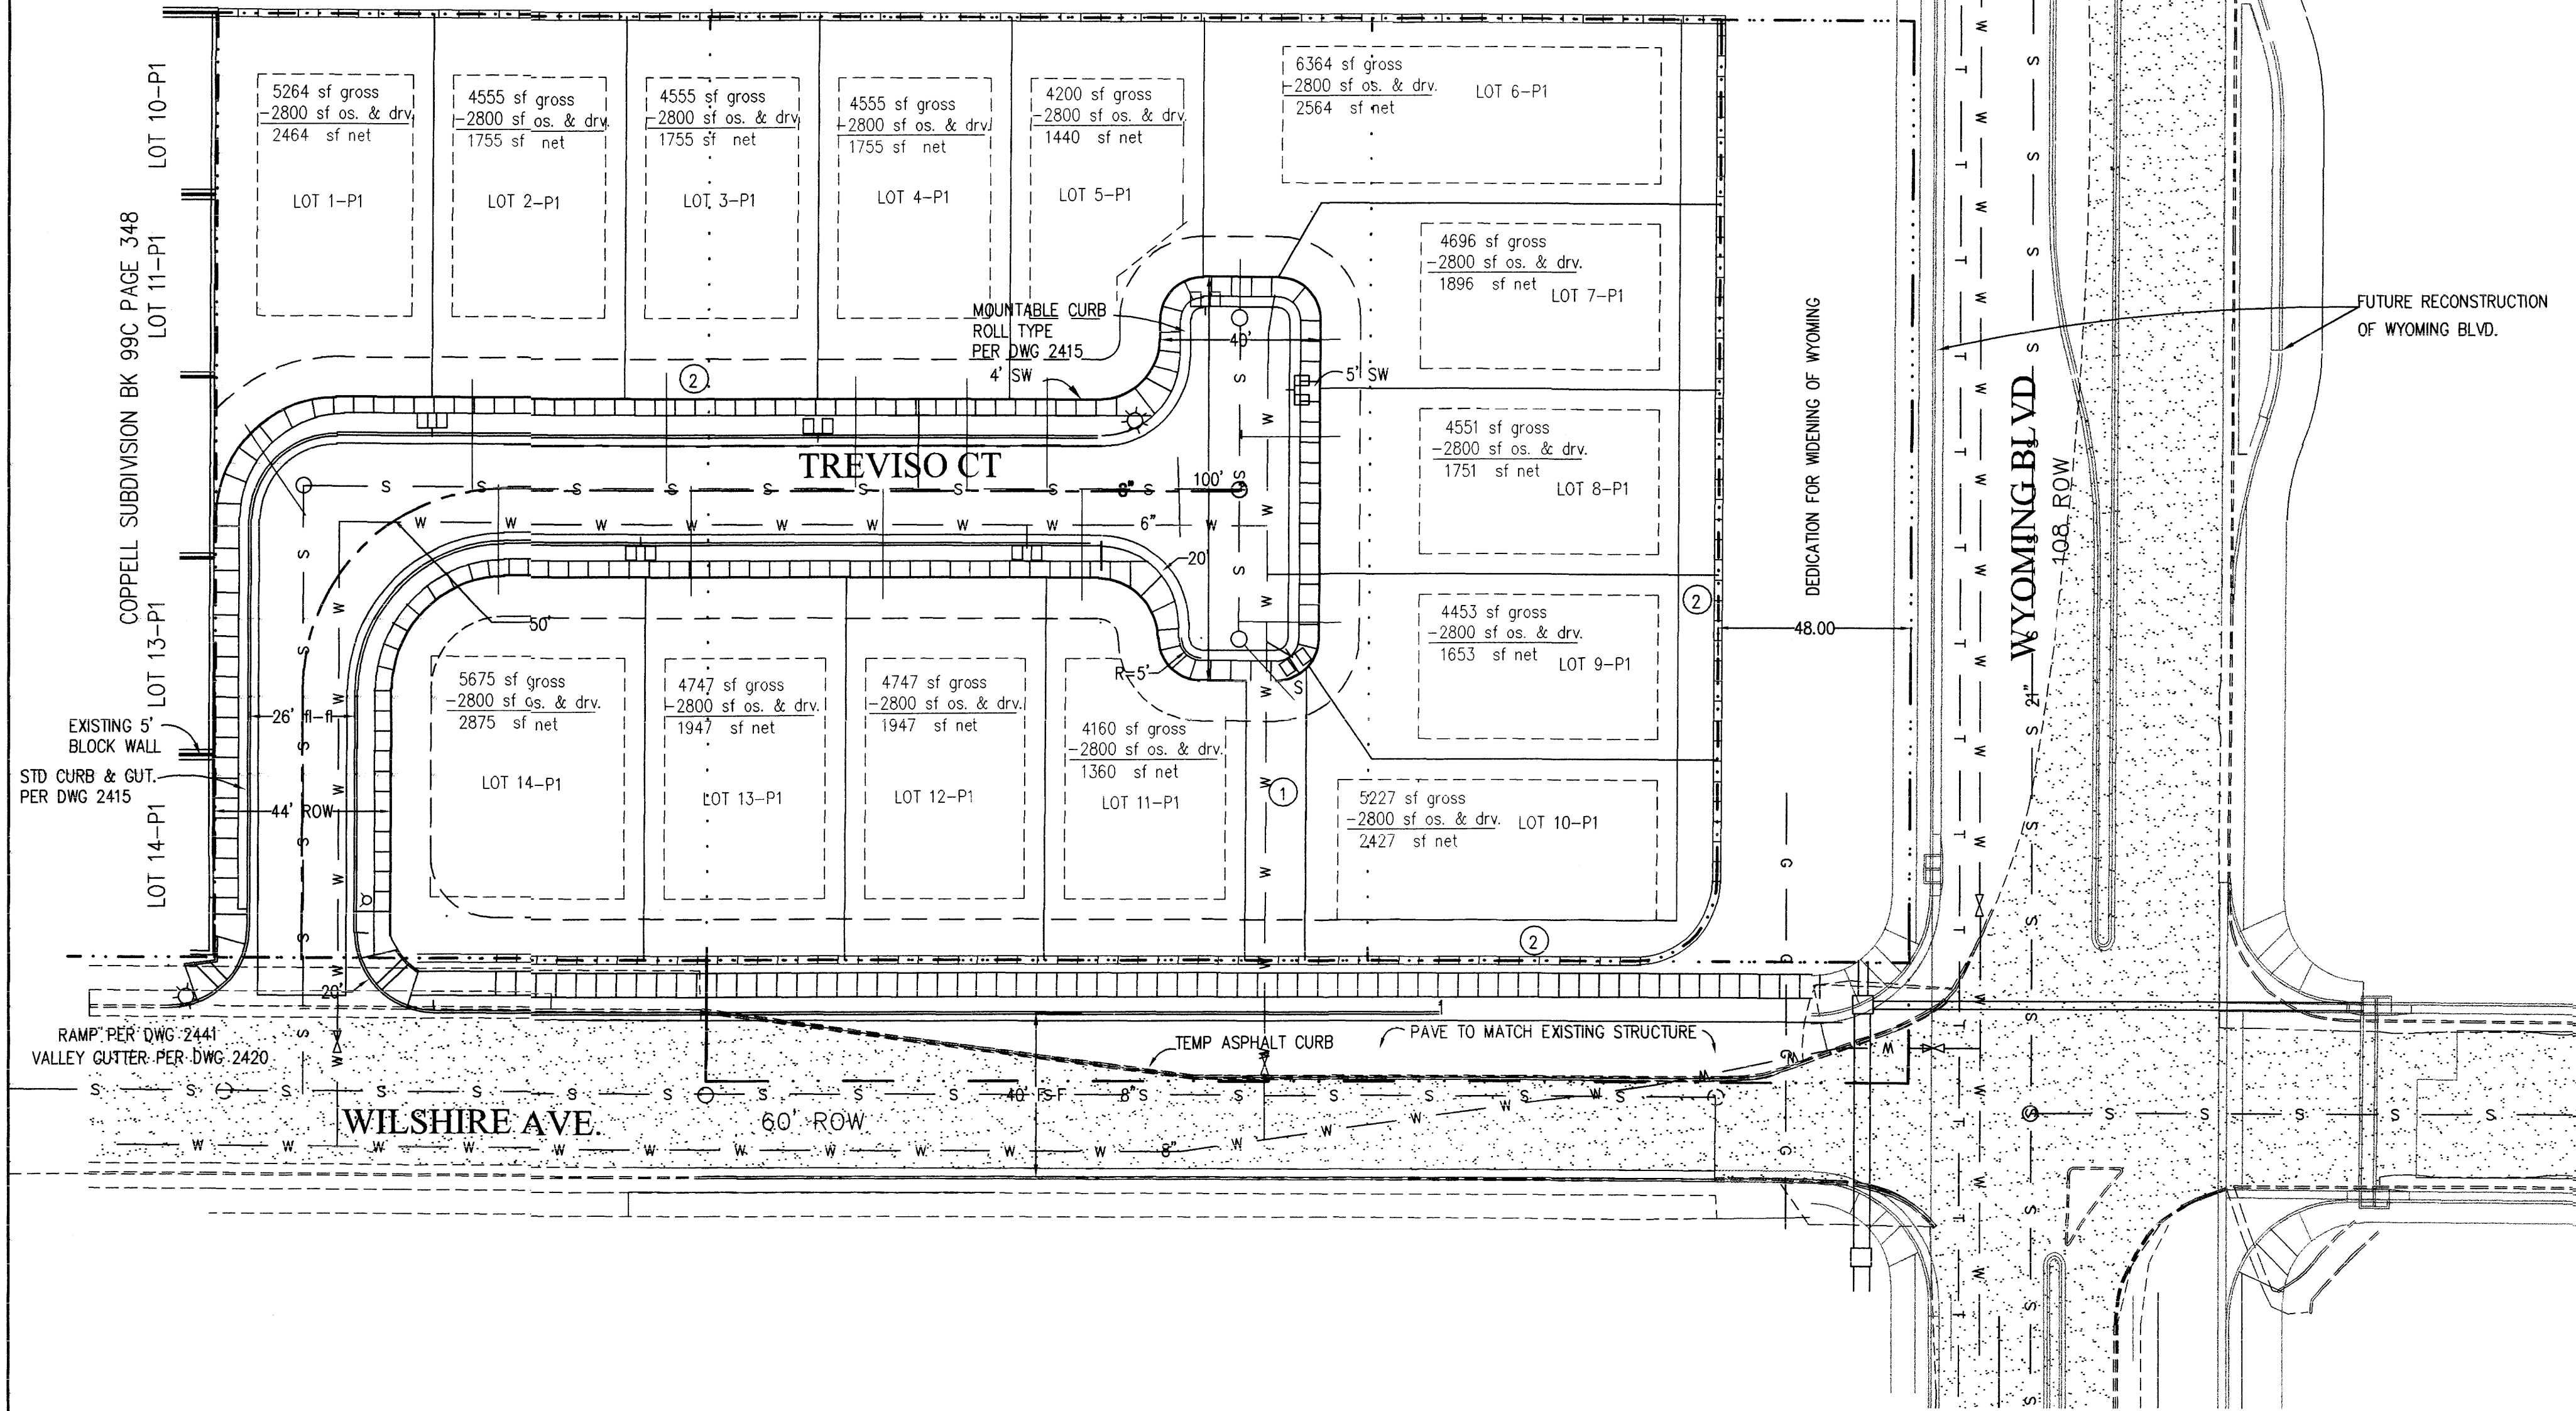 COPPELL SUBDIVISION BK 99C PAGE 348
LOT 10-P1
LOT 11-P1
LOT 13-P1
LOT 14-P1
5264 sf gross
-2800 sf os. & drv.
2464 sf net
LOT 1-P1
4555 sf gross
-2800 sf os. & drv.
1755 sf net
LOT 2-P1
4555 sf gross
-2800 sf os. & drv.
1755 sf net
LOT 3-P1
4555 sf gross
-2800 sf os. & drv.
1755 sf net
LOT 4-P1
4200 sf gross
-2800 sf os. & drv.
1440 sf net
LOT 5-P1
6364 sf gross
-2800 sf os. & drv.
2564 sf net
LOT 6-P1
4696 sf gross
-2800 sf os. & drv.
1896 sf net
LOT 7-P1
4551 sf gross
-2800 sf os. & drv.
1751 sf net
LOT 8-P1
4453 sf gross
-2800 sf os. & drv.
1653 sf net
LOT 9-P1
5227 sf gross
-2800 sf os. & drv.
2427 sf net
LOT 10-P1
4160 sf gross
-2800 sf os. & drv.
1360 sf net
LOT 11-P1
4747 sf gross
-2800 sf os. & drv.
1947 sf net
LOT 12-P1
4747 sf gross
-2800 sf os. & drv.
1947 sf net
LOT 13-P1
5675 sf gross
-2800 sf os. & drv.
2875 sf net
LOT 14-P1
MOUNTABLE CURB
ROLL TYPE
PER DWG 2415
4' SW
40'
5' SW
2
TREVISO CT
8"
100'
6"
20'
50'
R=5'
26' fl-fl
44' ROW
EXISTING 5'
BLOCK WALL
STD CURB & GUT.
PER DWG 2415
1
2
2
48.00
DEDICATION FOR WIDENING OF WYOMING
WYOMING BLVD
108 ROW
21"
FUTURE RECONSTRUCTION
OF WYOMING BLVD.
20'
RAMP PER DWG 2441
VALLEY GUTTER PER DWG 2420
TEMP ASPHALT CURB
PAVE TO MATCH EXISTING STRUCTURE
WILSHIRE AVE.
60' ROW
40' F-F
8"
8"